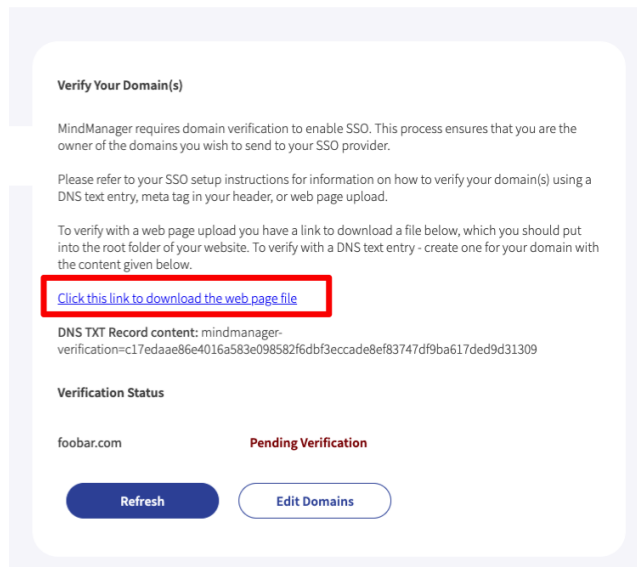 Verify Your Domain(s)
MindManager requires domain verification to enable SSO. This process ensures that you are the
owner of the domains you wish to send to your SSO provider.
Please refer to your SSO setup instructions for information on how to verify your domain(s) using a
DNS text entry, meta tag in your header, or web page upload.
To verify with a web page upload you have a link to download a file below, which you should put
into the root folder of your website. To verify with a DNS text entry - create one for your domain with
the content given below.
Click this link to download the web page file
DNS TXT Record content: mindmanager-
verification=c17edaae86e4016a583e098582f6dbf3eccade8ef83747df9ba617ded9d31309
Verification Status
foobar.com Pending Verification
Refresh Edit Domains